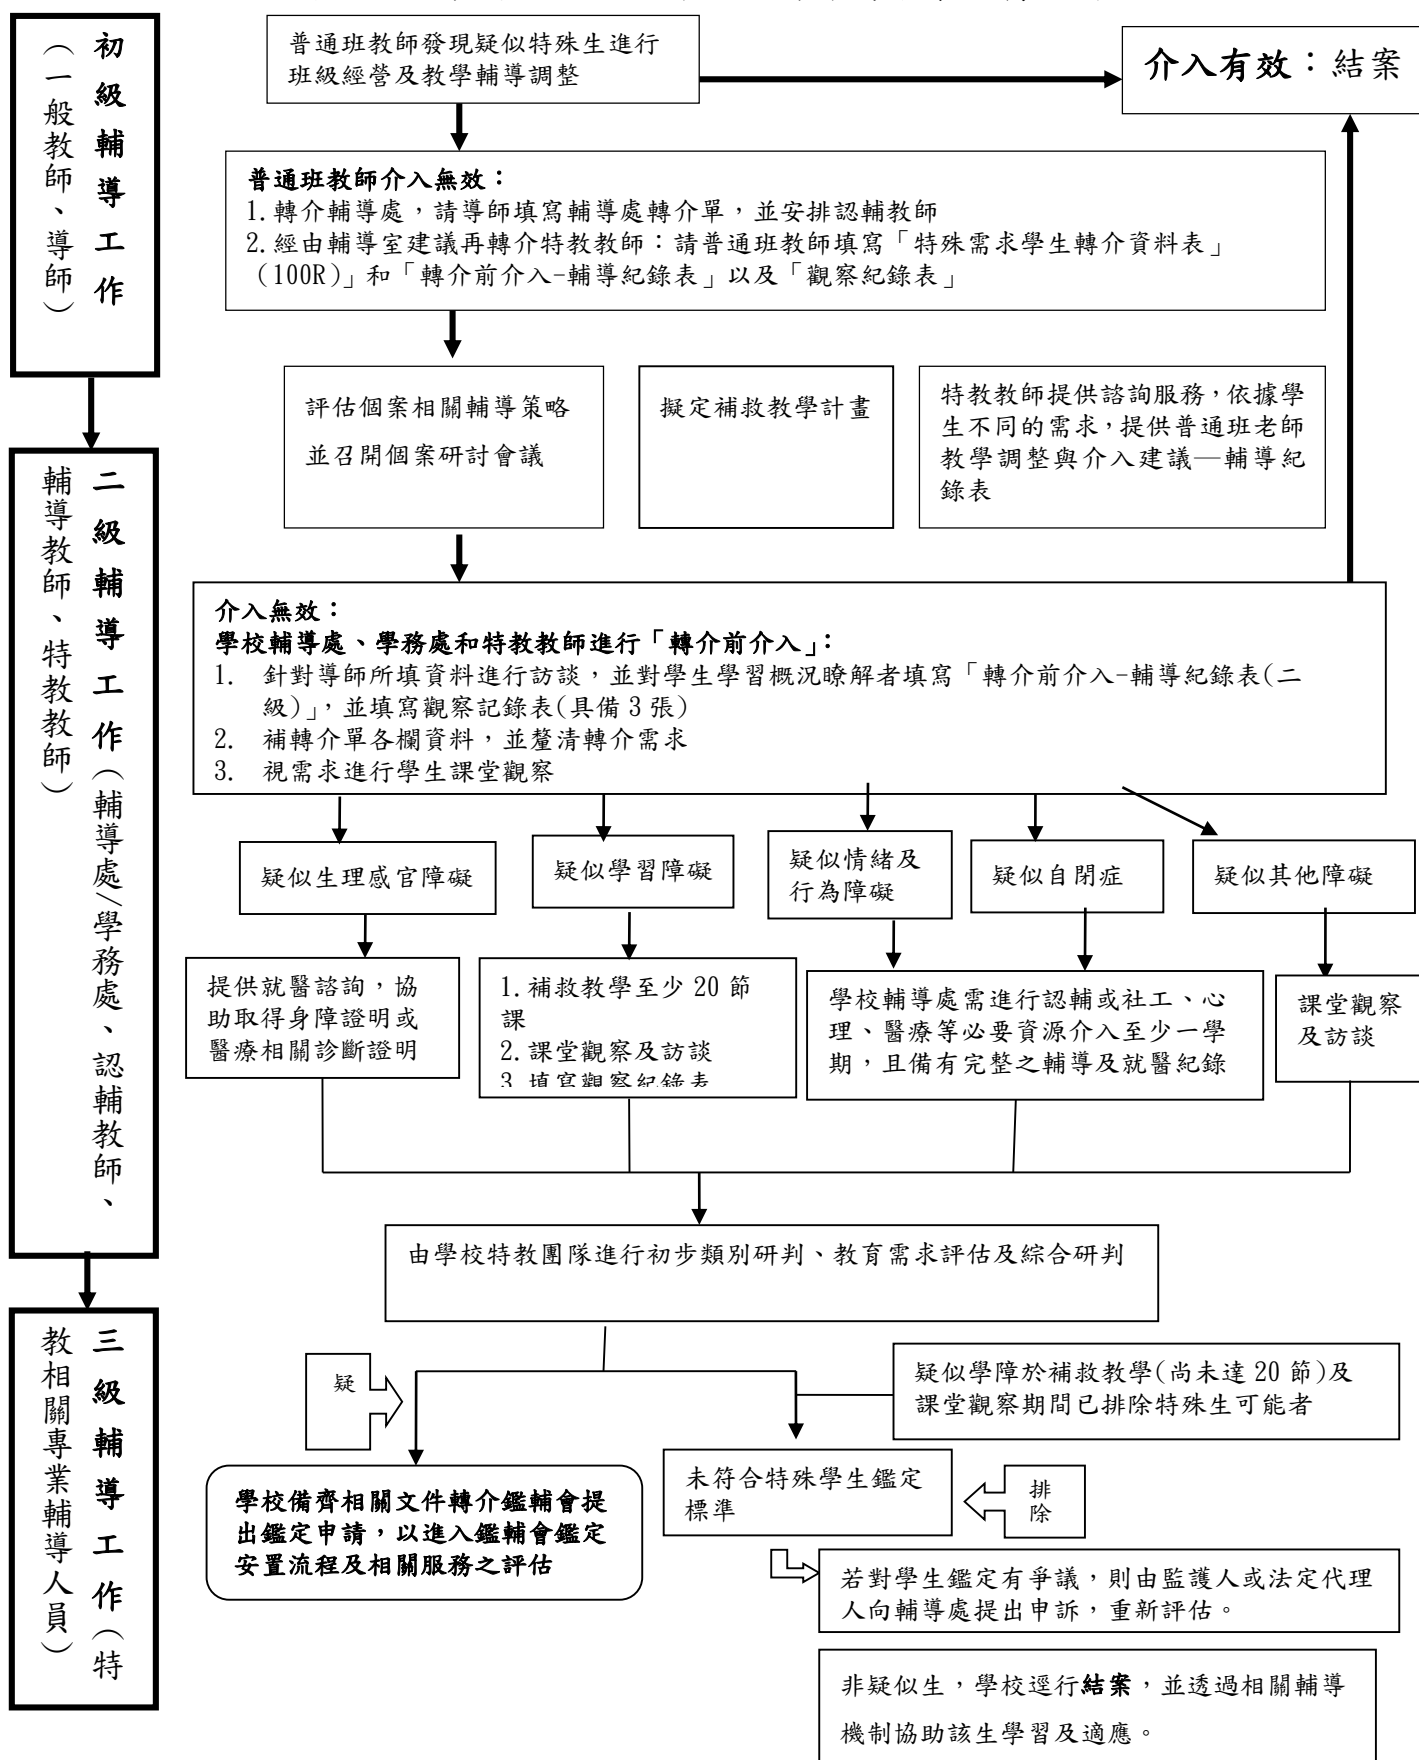 初級輔導工作
（一般教師、導師）
普通班教師發現疑似特殊生進行
班級經營及教學輔導調整
介入有效：結案
普通班教師介入無效：
1.轉介輔導處，請導師填寫輔導處轉介單，並安排認輔教師
2.經由輔導室建議再轉介特教教師：請普通班教師填寫「特殊需求學生轉介資料表」
(100R)」和「轉介前介入-輔導紀錄表」以及「觀察紀錄表」
評估個案相關輔導策略
並召開個案研討會議
擬定補救教學計畫
特教教師提供諮詢服務，依據學
生不同的需求，提供普通班老師
教學調整與介入建議—輔導紀
錄表
二級輔導工作（輔導處/學務處、認輔教師、
輔導教師、特教教師）
介入無效：
學校輔導處、學務處和特教教師進行「轉介前介入」：
1. 針對導師所填資料進行訪談，並對學生學習概況瞭解者填寫「轉介前介入-輔導紀錄表(二
級)」，並填寫觀察記錄表(具備 3 張)
2. 補轉介單各欄資料，並釐清轉介需求
3. 視需求進行學生課堂觀察
疑似生理感官障礙
疑似學習障礙
疑似情緒及
行為障礙
疑似自閉症
疑似其他障礙
提供就醫諮詢，協
助取得身障證明或
醫療相關診斷證明
1.補救教學至少 20 節
課
2.課堂觀察及訪談
3.填寫觀察紀錄表
學校輔導處需進行認輔或社工、心
理、醫療等必要資源介入至少一學
期，且備有完整之輔導及就醫紀錄
課堂觀察
及訪談
由學校特教團隊進行初步類別研判、教育需求評估及綜合研判
三級輔導工作（特
教相關專業輔導人員）
疑
疑似學障於補救教學(尚未達 20 節)及
課堂觀察期間已排除特殊生可能者
學校備齊相關文件轉介鑑輔會提
出鑑定申請，以進入鑑輔會鑑定
安置流程及相關服務之評估
未符合特殊學生鑑定
標準
排
除
若對學生鑑定有爭議，則由監護人或法定代理
人向輔導處提出申訴，重新評估。
非疑似生，學校逕行結案，並透過相關輔導
機制協助該生學習及適應。